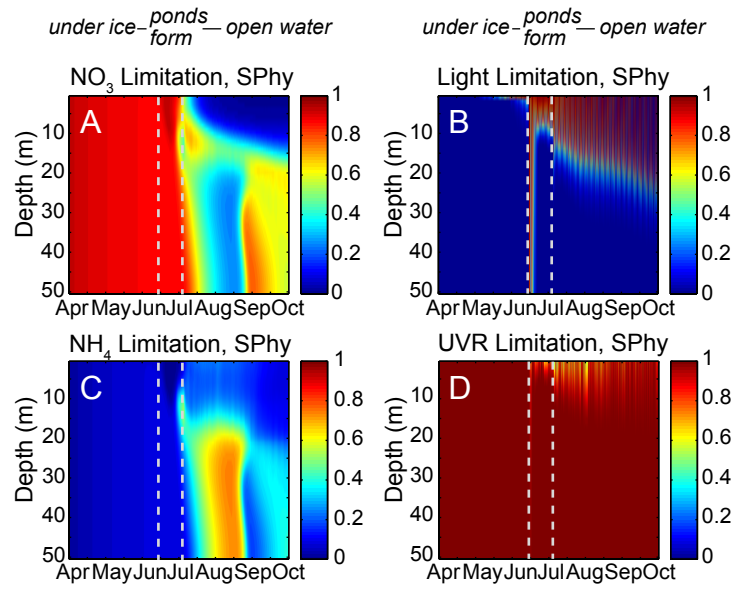 under ice – ponds form — open water
under ice – ponds form — open water
NO3 Limitation, SPhy
A
Depth (m)
10
20
30
40
50
Apr May Jun Jul Aug Sep Oct
1
0.8
0.6
0.4
0.2
0
Light Limitation, SPhy
B
Depth (m)
10
20
30
40
50
Apr May Jun Jul Aug Sep Oct
1
0.8
0.6
0.4
0.2
0
NH4 Limitation, SPhy
C
Depth (m)
10
20
30
40
50
Apr May Jun Jul Aug Sep Oct
1
0.8
0.6
0.4
0.2
0
UVR Limitation, SPhy
D
Depth (m)
10
20
30
40
50
Apr May Jun Jul Aug Sep Oct
1
0.8
0.6
0.4
0.2
0